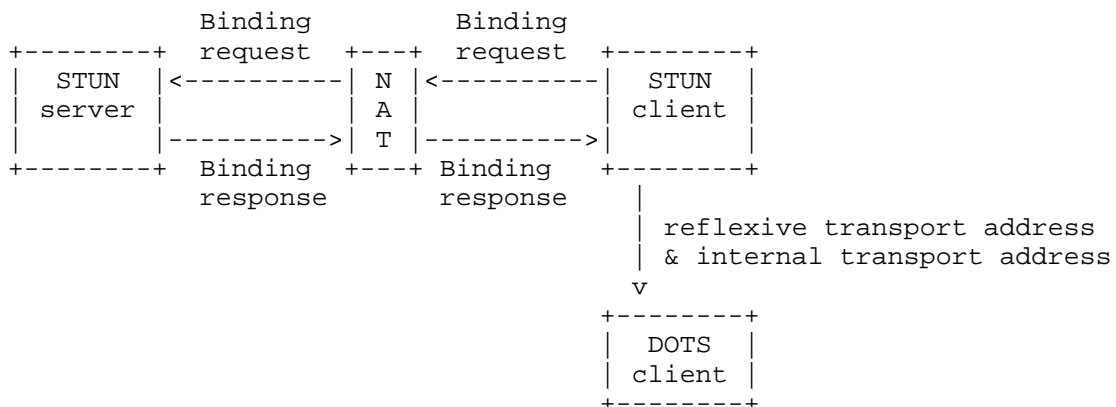 Binding Binding
+--------+ request +---+ request +--------+
| STUN |<----------| N |<----------| STUN |
| server | | A | | client |
| |---------->| T |---------->| |
+--------+ Binding +---+ Binding +--------+
response response |
| reflexive transport address
| & internal transport address
v
+--------+
| DOTS |
| client |
+--------+